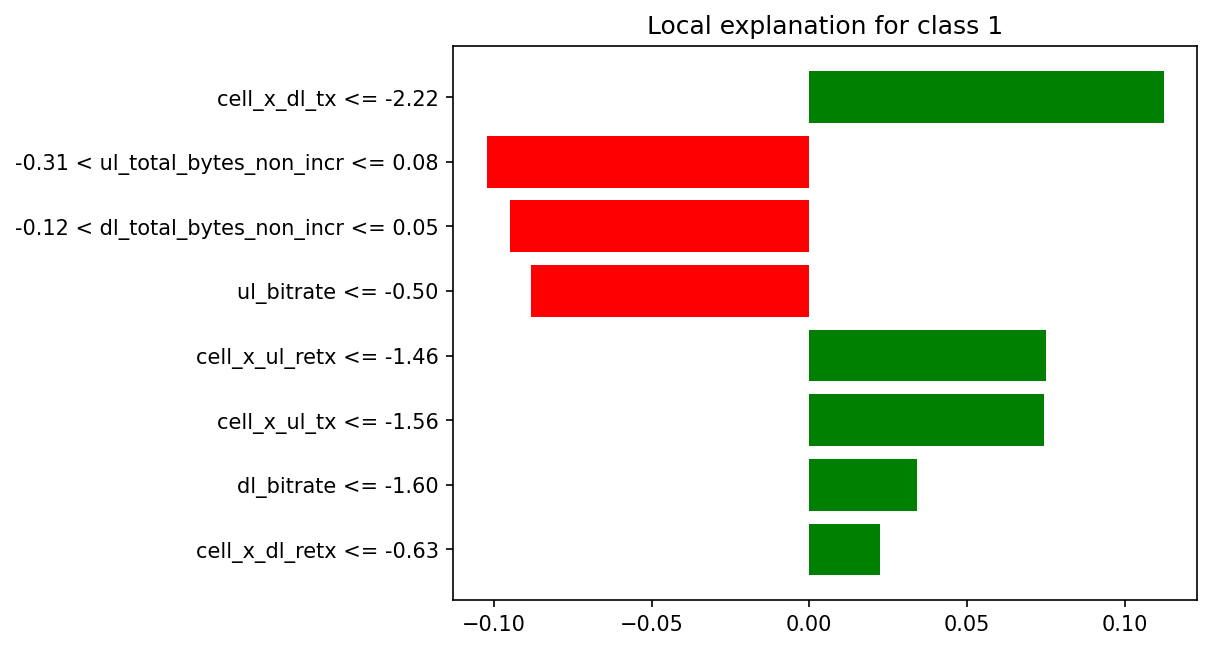 Local explanation for class 1
cell_x_dl_tx <= -2.22
-0.31 < ul_total_bytes_non_incr <= 0.08
-0.12 < dl_total_bytes_non_incr <= 0.05
ul_bitrate <= -0.50
cell_x_ul_retx <= -1.46
cell_x_ul_tx <= -1.56
dl_bitrate <= -1.60
cell_x_dl_retx <= -0.63
−0.10 −0.05 0.00 0.05 0.10